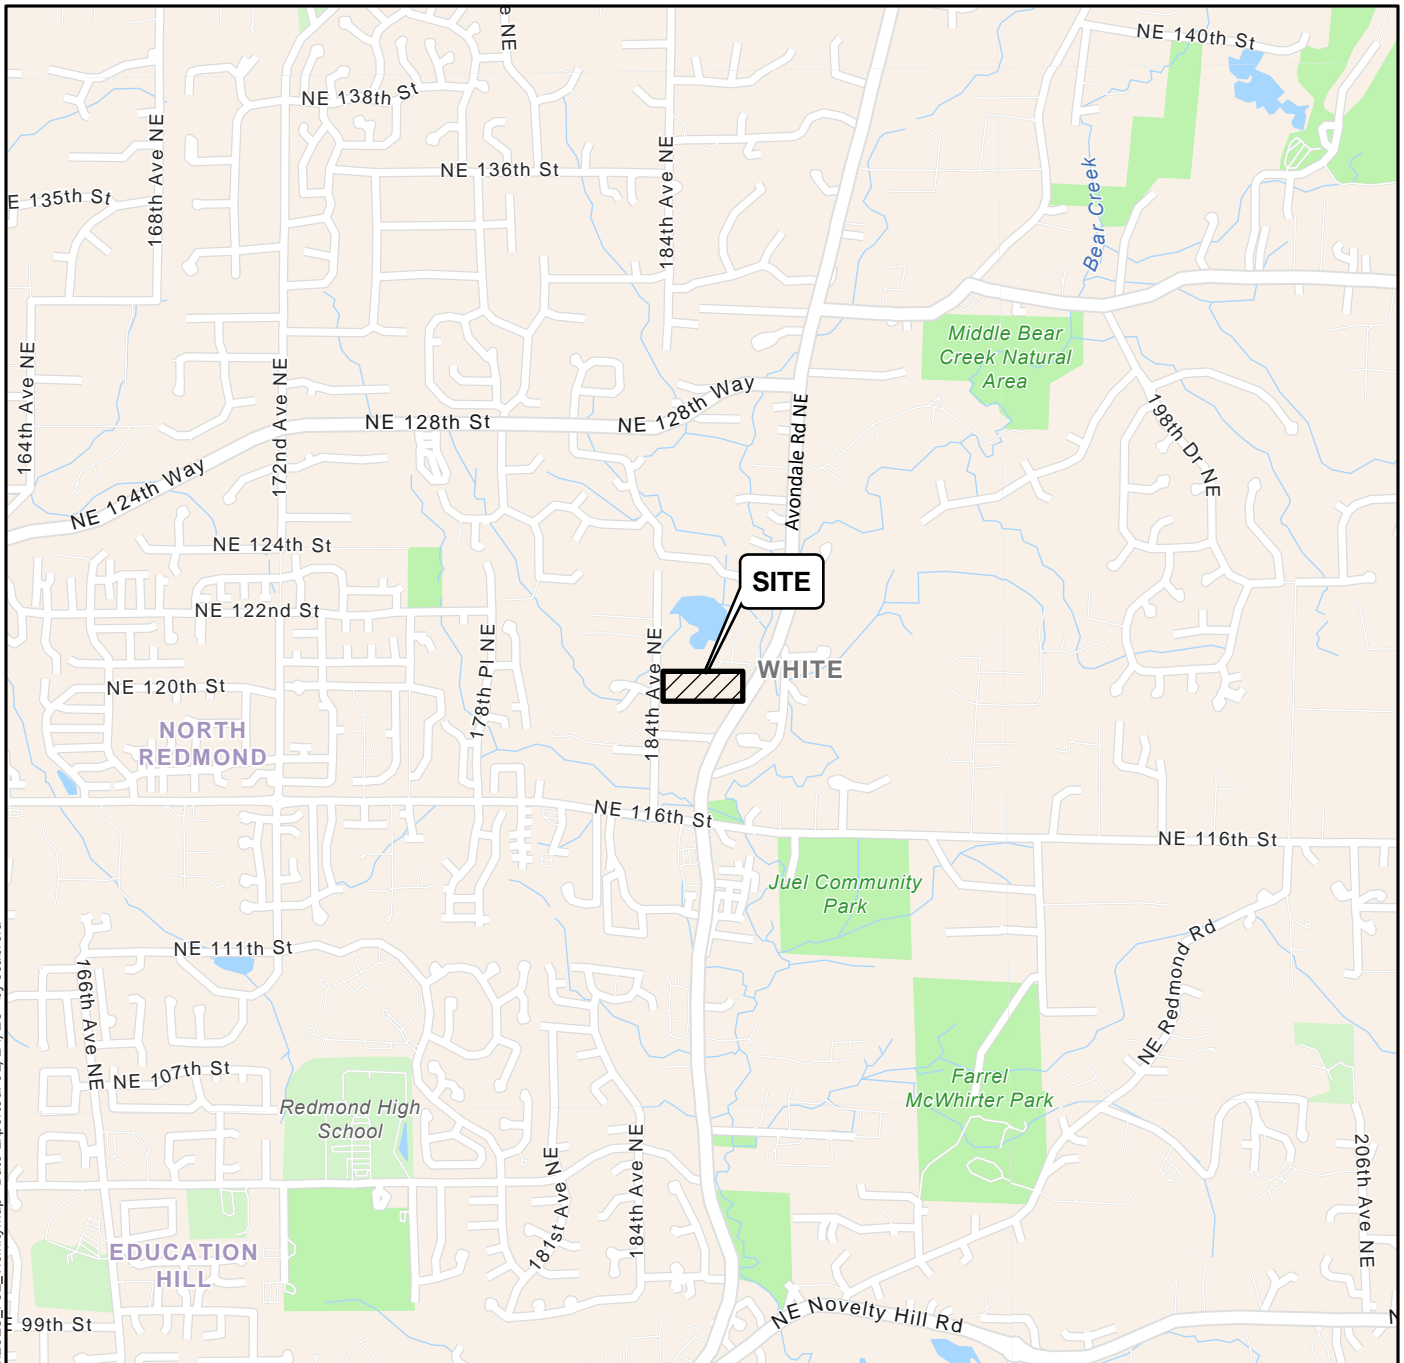 NE 140th St
NE 138th St
NE
NE 136th St
168th Ave NE
184th Ave NE
Bear Creek
E 135th St
Middle Bear
Creek Natural
Area
164th Ave NE
172nd Ave NE
NE 128th Way
NE 128th St
Avondale Rd NE
198th Dr NE
NE 124th Way
NE 124th St
SITE
NE 122nd St
178th Pl NE
184th Ave NE
WHITE
NE 120th St
NORTH
REDMOND
NE 116th St
NE 116th St
Juel Community
Park
NE 111th St
166th Ave NE
NE Redmond Rd
NE 107th St
Farrel
McWhirter Park
Redmond High
School
181st Ave NE
184th Ave NE
206th Ave NE
EDUCATION
HILL
NE Novelty Hill Rd
99th St